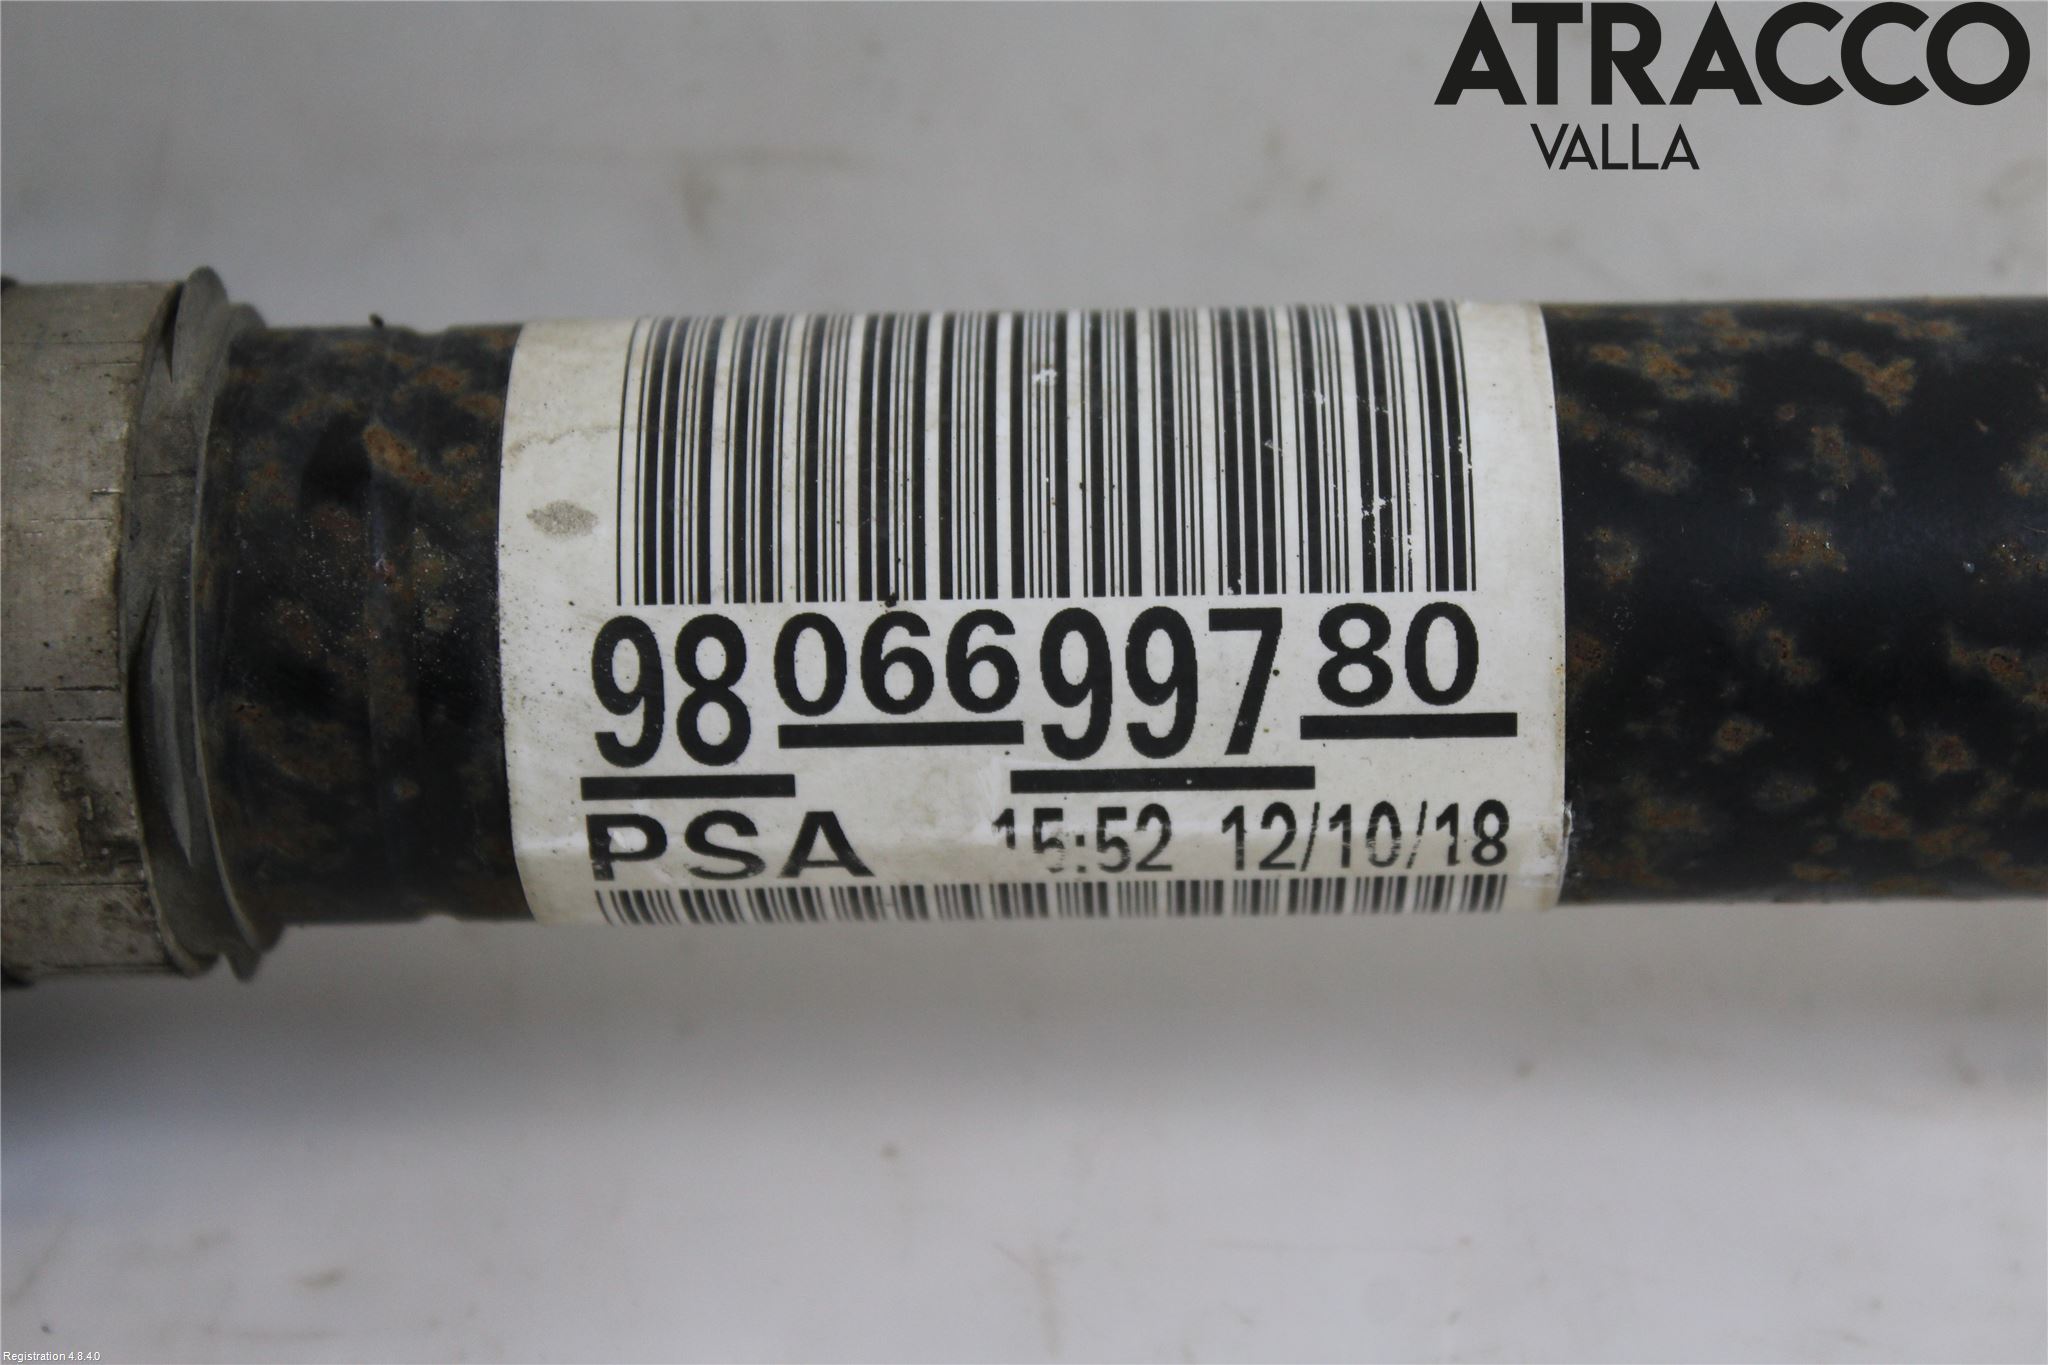 ATRACCO
VALLA
9806699780
PSA 15:52 12/10/18
Registration 4.8.4.0